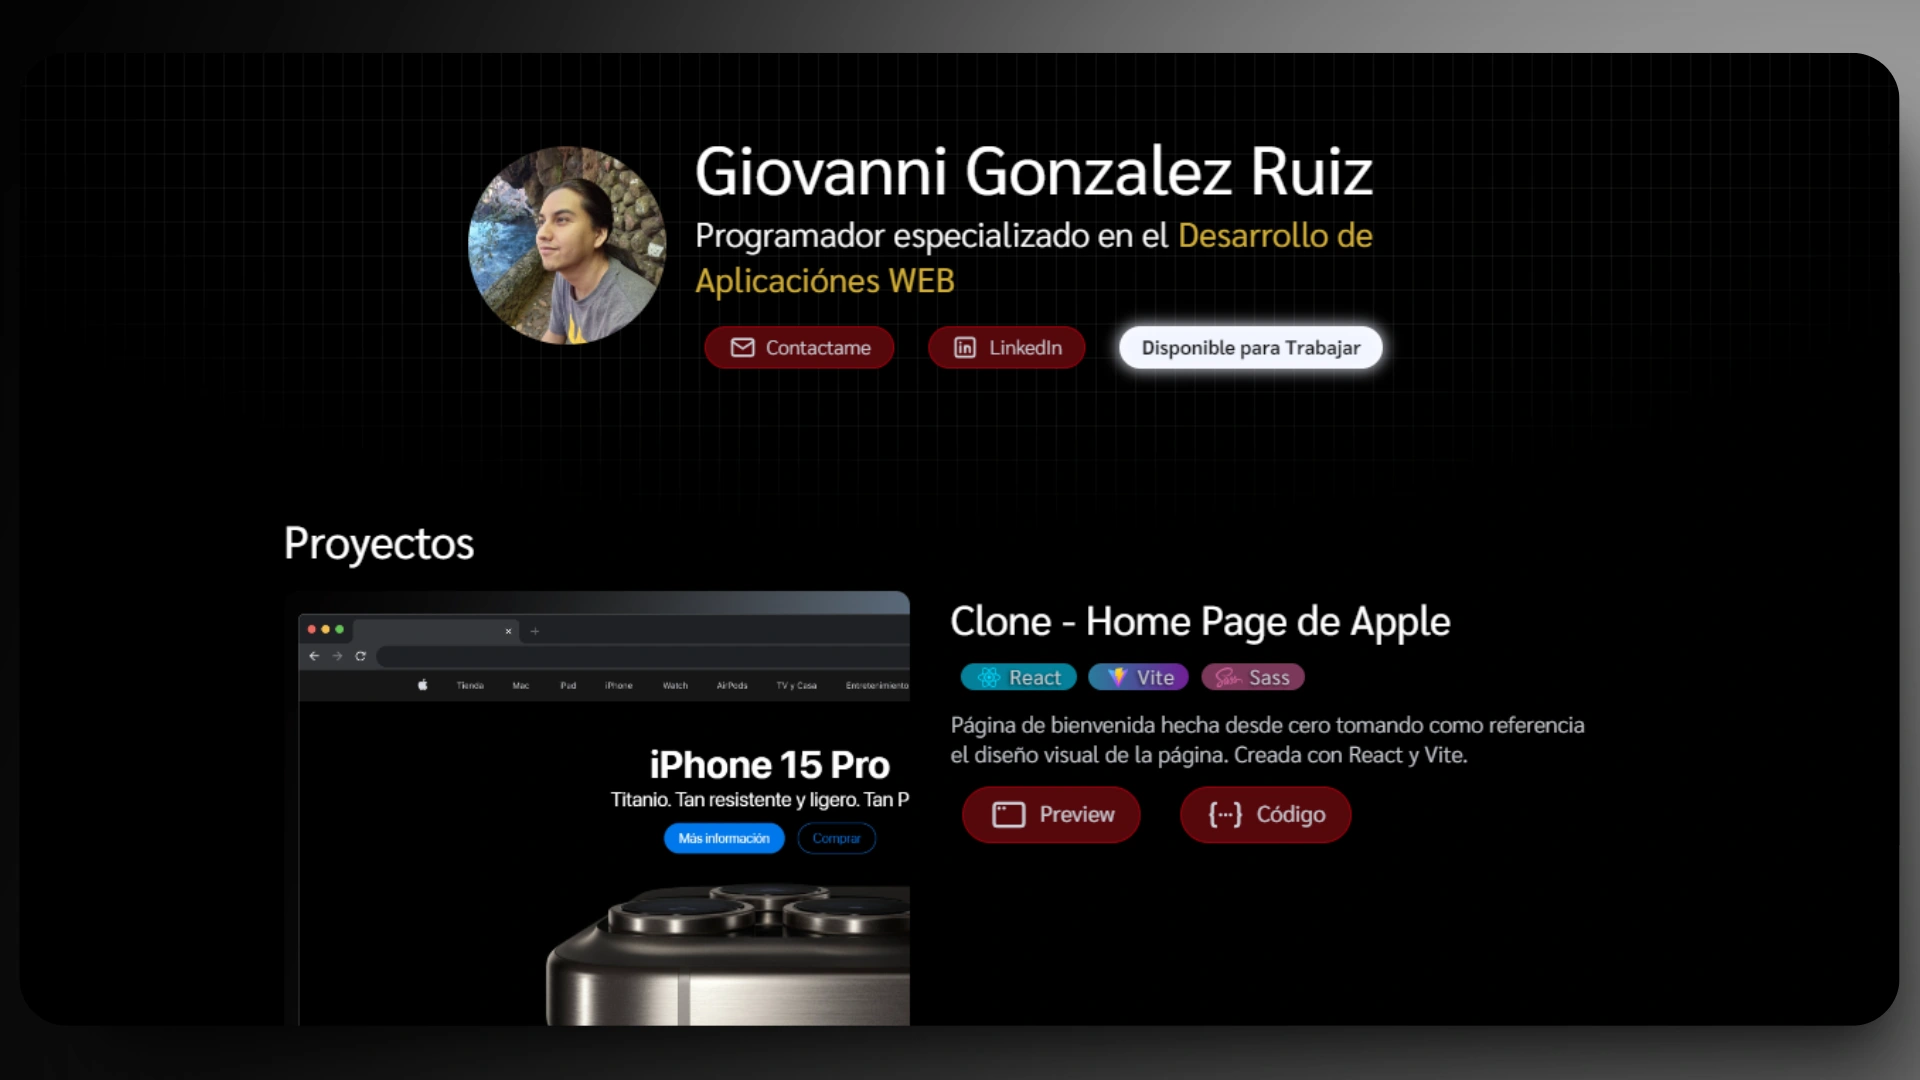 Giovanni Gonzalez Ruiz
Programador especializado en el Desarrollo de
Aplicaciónes WEB
Contactame
LinkedIn
Disponible para Trabajar
Proyectos
Tienda Mac iPad iPhone Watch AirPods TV y Casa Entretenimiento
iPhone 15 Pro
Titanio. Tan resistente y ligero. Tan P
Más información
Comprar
Clone - Home Page de Apple
React
Vite
Sass
Página de bienvenida hecha desde cero tomando como referencia
el diseño visual de la página. Creada con React y Vite.
Preview
Código